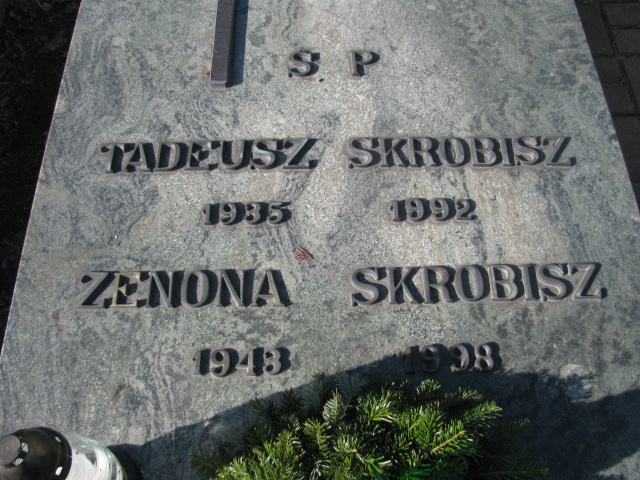 S P
TADEUSZ SKROBISZ
1935 1992
ZENONA SKROBISZ
1943 1998